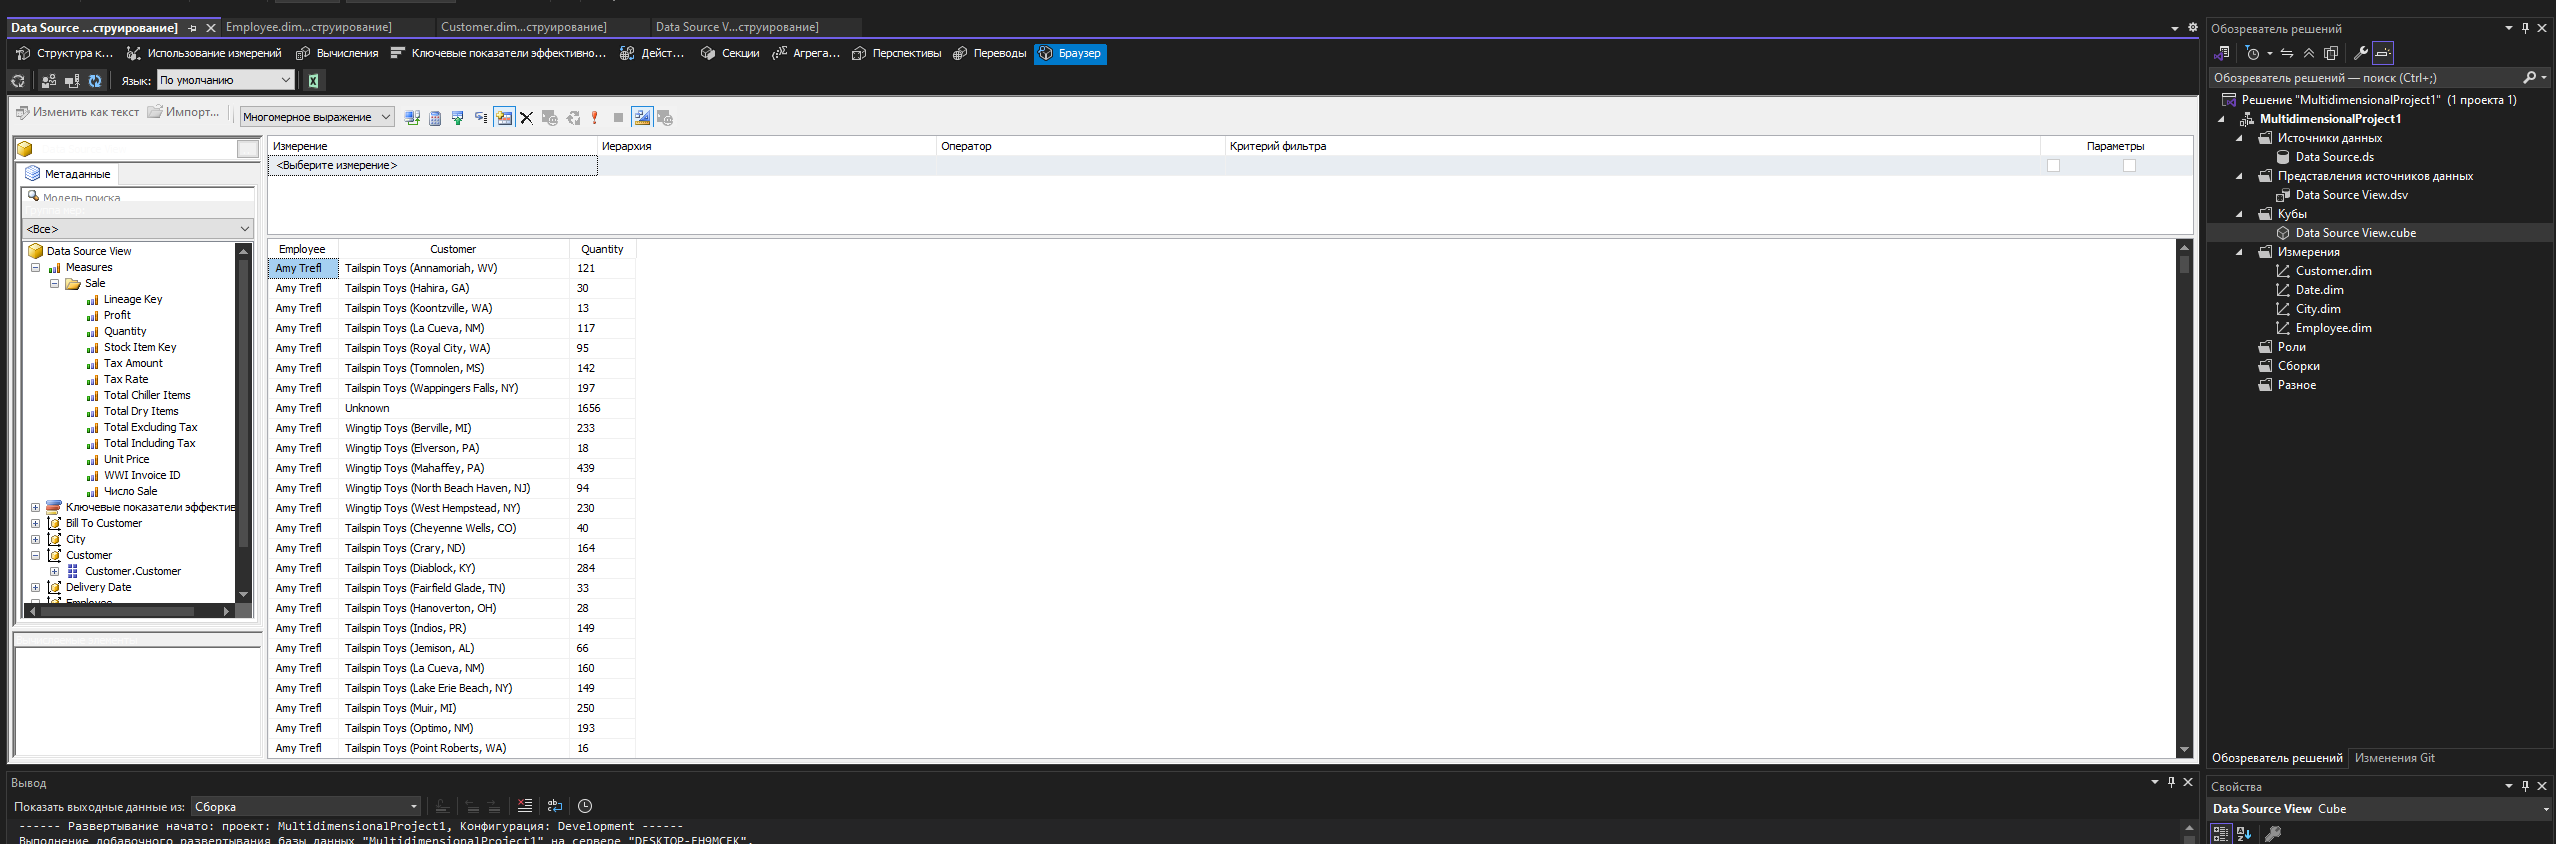 Data Source ...струирование]
Employee.dim...струирование]
Customer.dim...струирование]
Data Source V...струирование]
Структура к...
Использование измерений
Вычисления
Ключевые показатели эффективно...
Дейст...
Секции
Агрега...
Перспективы
Переводы
Браузер
Язык: По умолчанию
Изменить как текст
Импорт...
Многомерное выражение
Метаданные
Модель поиска
<Все>
Data Source View
Measures
Sale
Lineage Key
Profit
Quantity
Stock Item Key
Tax Amount
Tax Rate
Total Chiller Items
Total Dry Items
Total Excluding Tax
Total Including Tax
Unit Price
WWI Invoice ID
Число Sale
Ключевые показатели эффектив
Bill To Customer
City
Customer
Customer.Customer
Delivery Date
Employee
Измерение Иерархия Оператор Критерий фильтра Параметры
<Выберите измерение>
Employee Customer Quantity
Amy Trefl Tailspin Toys (Annamoriah, WV) 121
Amy Trefl Tailspin Toys (Hahira, GA) 30
Amy Trefl Tailspin Toys (Koontzville, WA) 13
Amy Trefl Tailspin Toys (La Cueva, NM) 117
Amy Trefl Tailspin Toys (Royal City, WA) 95
Amy Trefl Tailspin Toys (Tomnolen, MS) 142
Amy Trefl Tailspin Toys (Wappingers Falls, NY) 197
Amy Trefl Unknown 1656
Amy Trefl Wingtip Toys (Berville, MI) 233
Amy Trefl Wingtip Toys (Elverson, PA) 18
Amy Trefl Wingtip Toys (Mahaffey, PA) 439
Amy Trefl Wingtip Toys (North Beach Haven, NJ) 94
Amy Trefl Wingtip Toys (West Hempstead, NY) 230
Amy Trefl Tailspin Toys (Cheyenne Wells, CO) 40
Amy Trefl Tailspin Toys (Crary, ND) 164
Amy Trefl Tailspin Toys (Diablock, KY) 284
Amy Trefl Tailspin Toys (Fairfield Glade, TN) 33
Amy Trefl Tailspin Toys (Hanoverton, OH) 28
Amy Trefl Tailspin Toys (Indios, PR) 149
Amy Trefl Tailspin Toys (Jemison, AL) 66
Amy Trefl Tailspin Toys (La Cueva, NM) 160
Amy Trefl Tailspin Toys (Lake Erie Beach, NY) 149
Amy Trefl Tailspin Toys (Muir, MI) 250
Amy Trefl Tailspin Toys (Optimo, NM) 193
Amy Trefl Tailspin Toys (Point Roberts, WA) 16
Вывод
Показать выходные данные из: Сборка
------ Развертывание начато: проект: MultidimensionalProject1, Конфигурация: Development ------
Выполнение добавочного развертывания базы данных "MultidimensionalProject1" на сервере "DESKTOP-EH9MCEK".
Обозреватель решений
Обозреватель решений — поиск (Ctrl+;)
Решение "MultidimensionalProject1" (1 проекта 1)
MultidimensionalProject1
Источники данных
Data Source.ds
Представления источников данных
Data Source View.dsv
Кубы
Data Source View.cube
Измерения
Customer.dim
Date.dim
City.dim
Employee.dim
Роли
Сборки
Разное
Обозреватель решений
Изменения Git
Свойства
Data Source View Cube